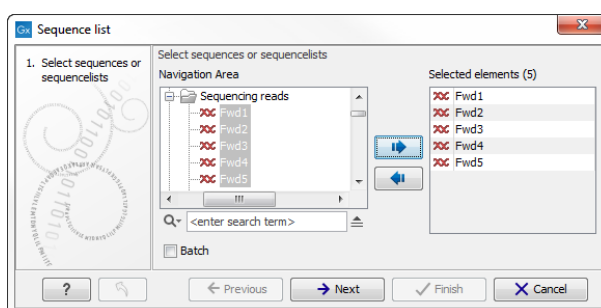 Gx Sequence list
1. Select sequences or
sequencelists
Select sequences or sequencelists
Navigation Area
Sequencing reads
Fwd1
Fwd2
Fwd3
Fwd4
Fwd5
<enter search term>
Batch
Selected elements (5)
Fwd1
Fwd2
Fwd3
Fwd4
Fwd5
? Previous Next Finish Cancel